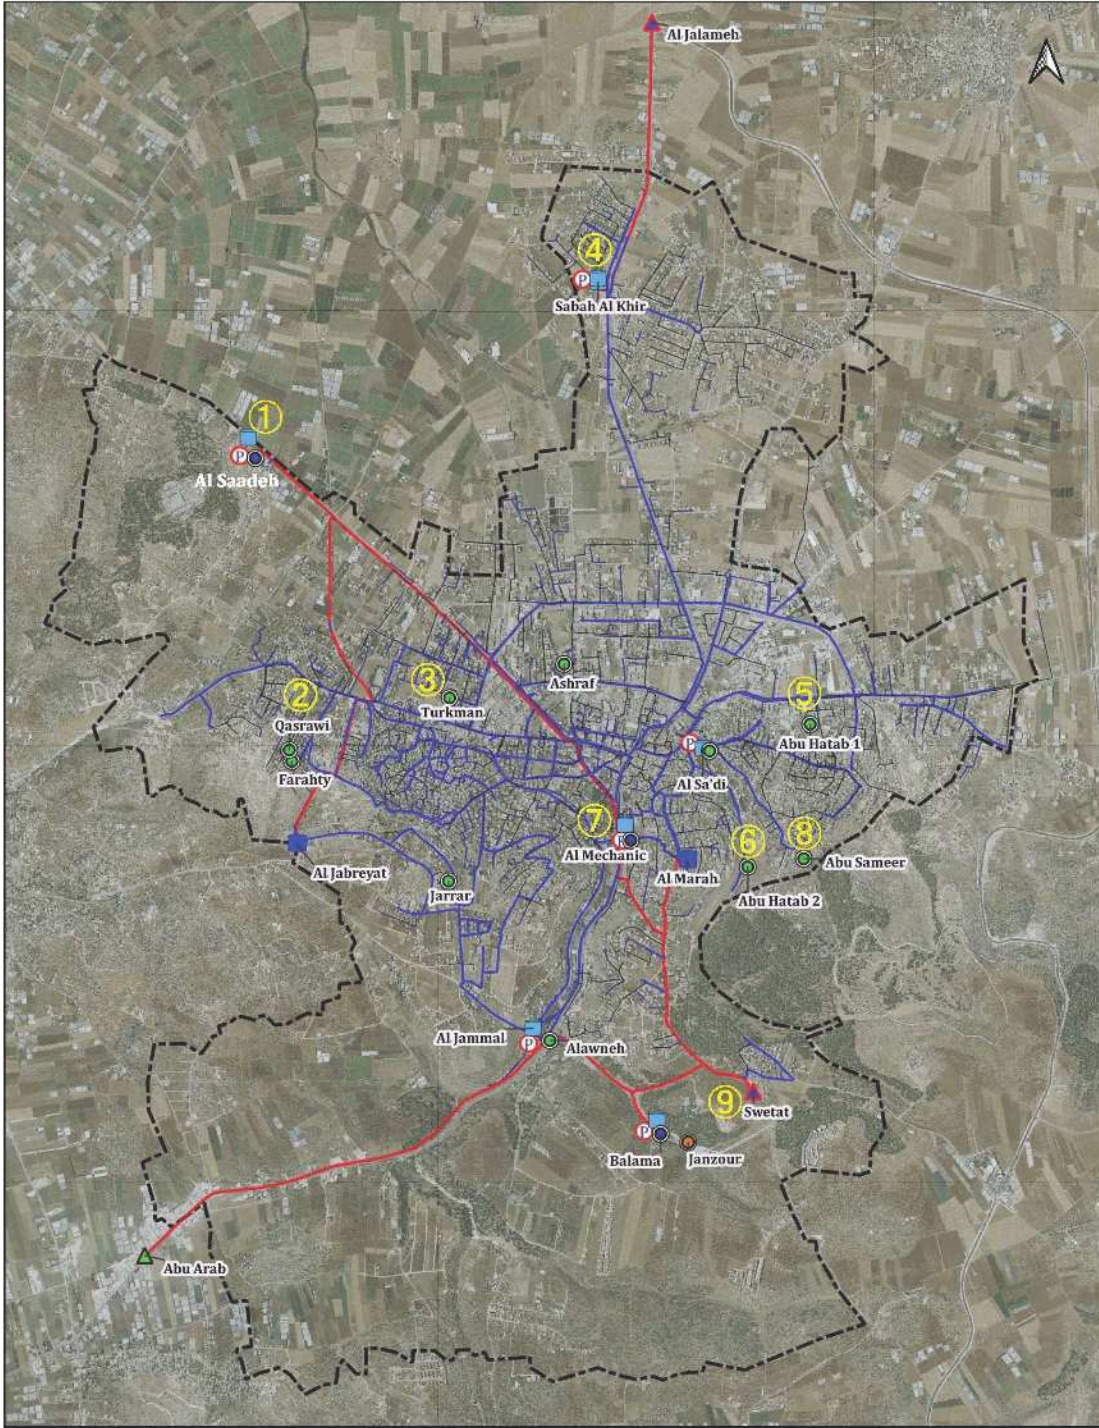 Al Jalameh
④
P
Sabah Al Khir
①
P
Al Saadeh
Ashraf
③
Turkman
②
Qasrawi
Farahty
⑤
Abu Hatab 1
P
Al Sa'di
⑦
P
Al Mechanic
Al Marah
⑥
Abu Hatab 2
⑧
Abu Sameer
Al Jabreyat
Jarrar
Al Jammal
P
Alawneh
⑨
Swetat
P
Balama
Janzour
Abu Arab